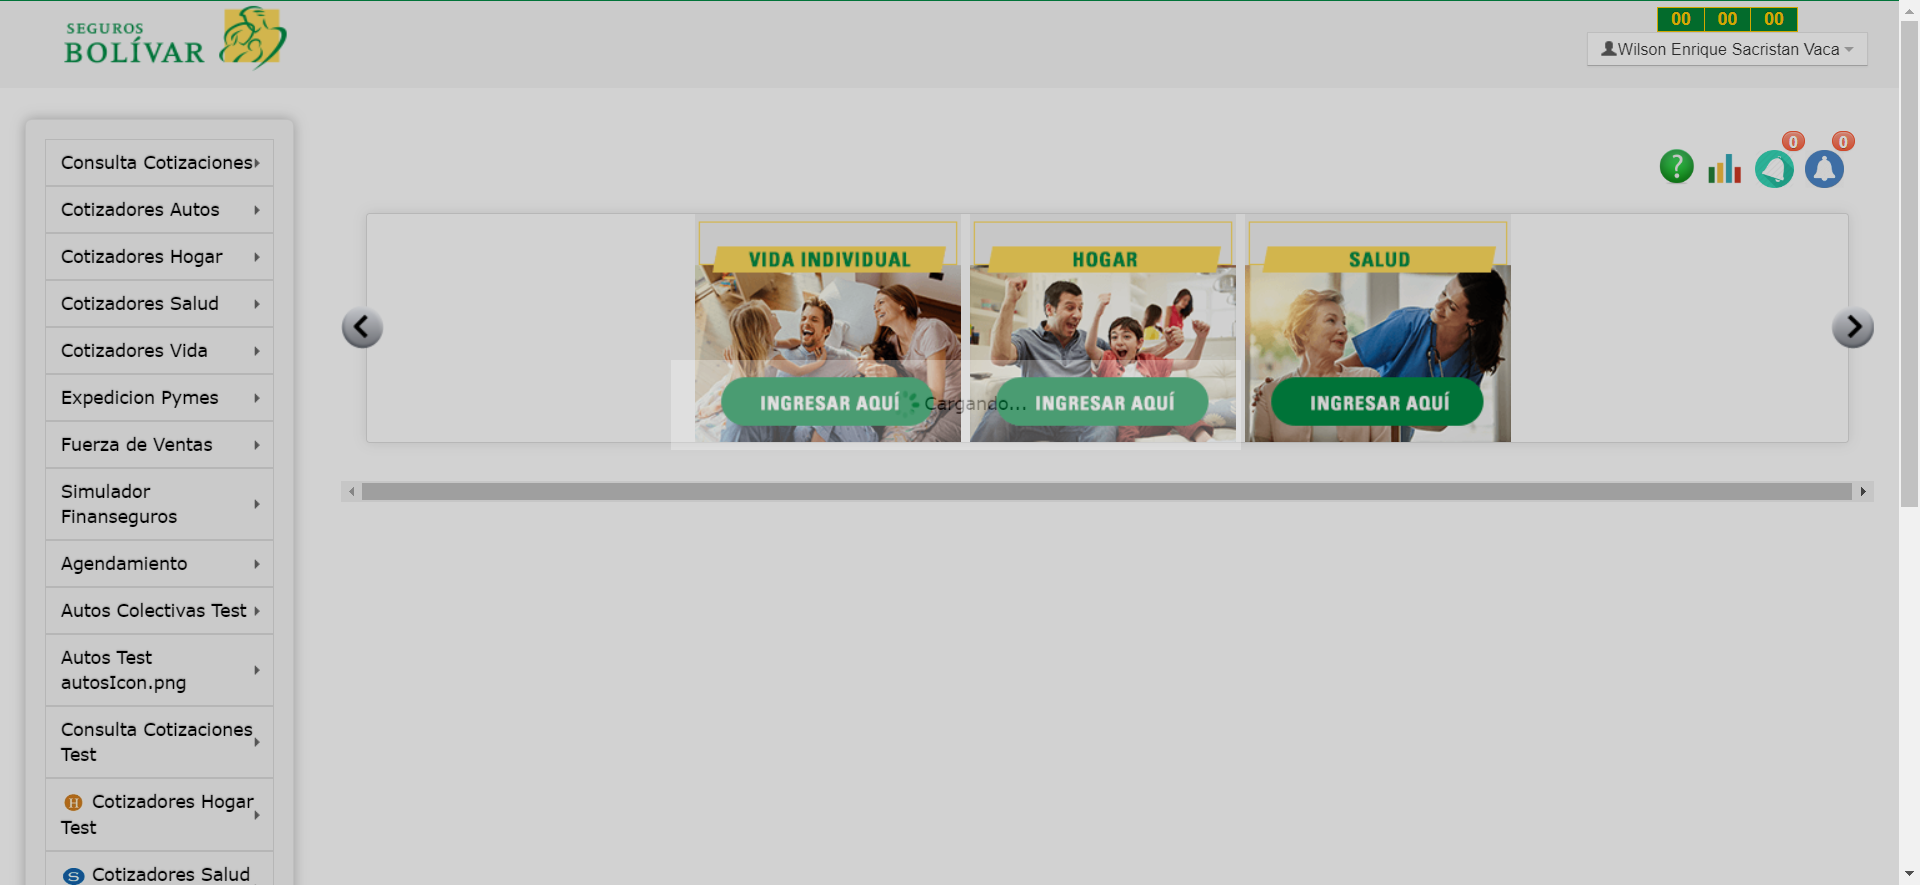 SEGUROS
BOLÍVAR
00 00 00
Wilson Enrique Sacristan Vaca
Consulta Cotizaciones
Cotizadores Autos
Cotizadores Hogar
Cotizadores Salud
Cotizadores Vida
Expedicion Pymes
Fuerza de Ventas
Simulador
Finanseguros
Agendamiento
Autos Colectivas Test
Autos Test
autosIcon.png
Consulta Cotizaciones
Test
H Cotizadores Hogar
Test
S Cotizadores Salud
?
0
0
VIDA INDIVIDUAL
INGRESAR AQUÍ
HOGAR
INGRESAR AQUÍ
SALUD
INGRESAR AQUÍ
Cargando...